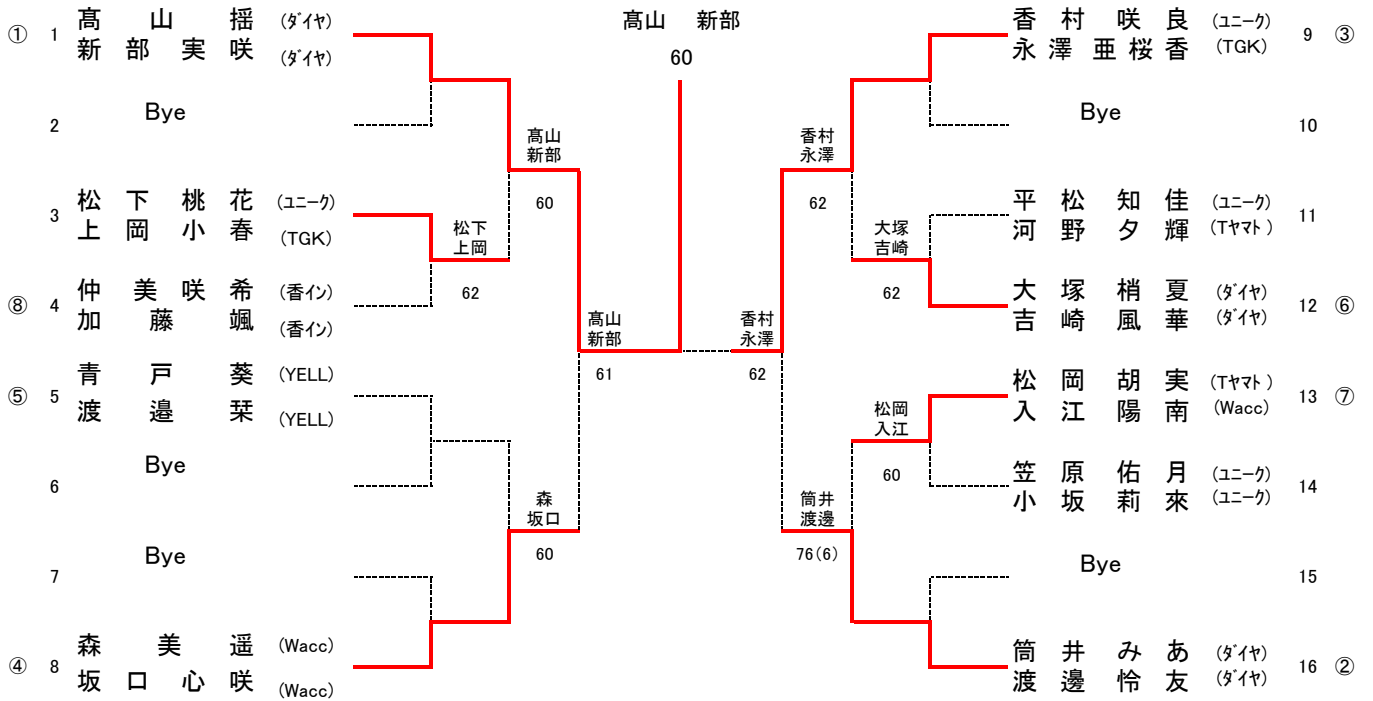 ① 1 髙山 揺 (ダイヤ)
新部実咲 (ダイヤ)
2 Bye
3 松下桃花 (ユニーク)
上岡小春 (TGK)
⑧ 4 仲美咲希 (香イン)
加藤颯 (香イン)
⑤ 5 青戸葵 (YELL)
渡邉栞 (YELL)
6 Bye
7 Bye
④ 8 森美遥 (Wacc)
坂口心咲 (Wacc)
松下
上岡
62
髙山
新部
60
森
坂口
60
髙山
新部
61
髙山 新部
60
香村
永澤
62
香村
永澤
62
筒井
渡邊
76(6)
大塚
吉崎
62
松岡
入江
60
香村咲良 (ユニーク) 9 ③
永澤亜桜香 (TGK)
Bye 10
平松知佳 (ユニーク) 11
河野夕輝 (Tヤマト)
大塚梢夏 (ダイヤ) 12 ⑥
吉崎風華 (ダイヤ)
松岡胡実 (Tヤマト) 13 ⑦
入江陽南 (Wacc)
笠原佑月 (ユニーク) 14
小坂莉來 (ユニーク)
Bye 15
筒井みあ (ダイヤ) 16 ②
渡邊怜友 (ダイヤ)